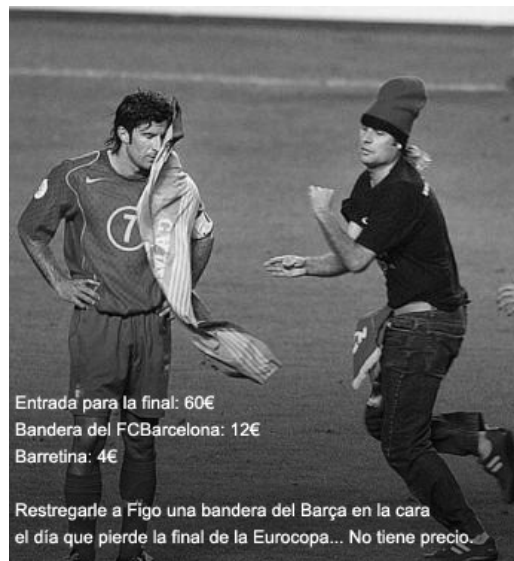 7
Entrada para la final: 60€
Bandera del FCBarcelona: 12€
Barretina: 4€
Restregarle a Figo una bandera del Barça en la cara
el día que pierde la final de la Eurocopa... No tiene precio.